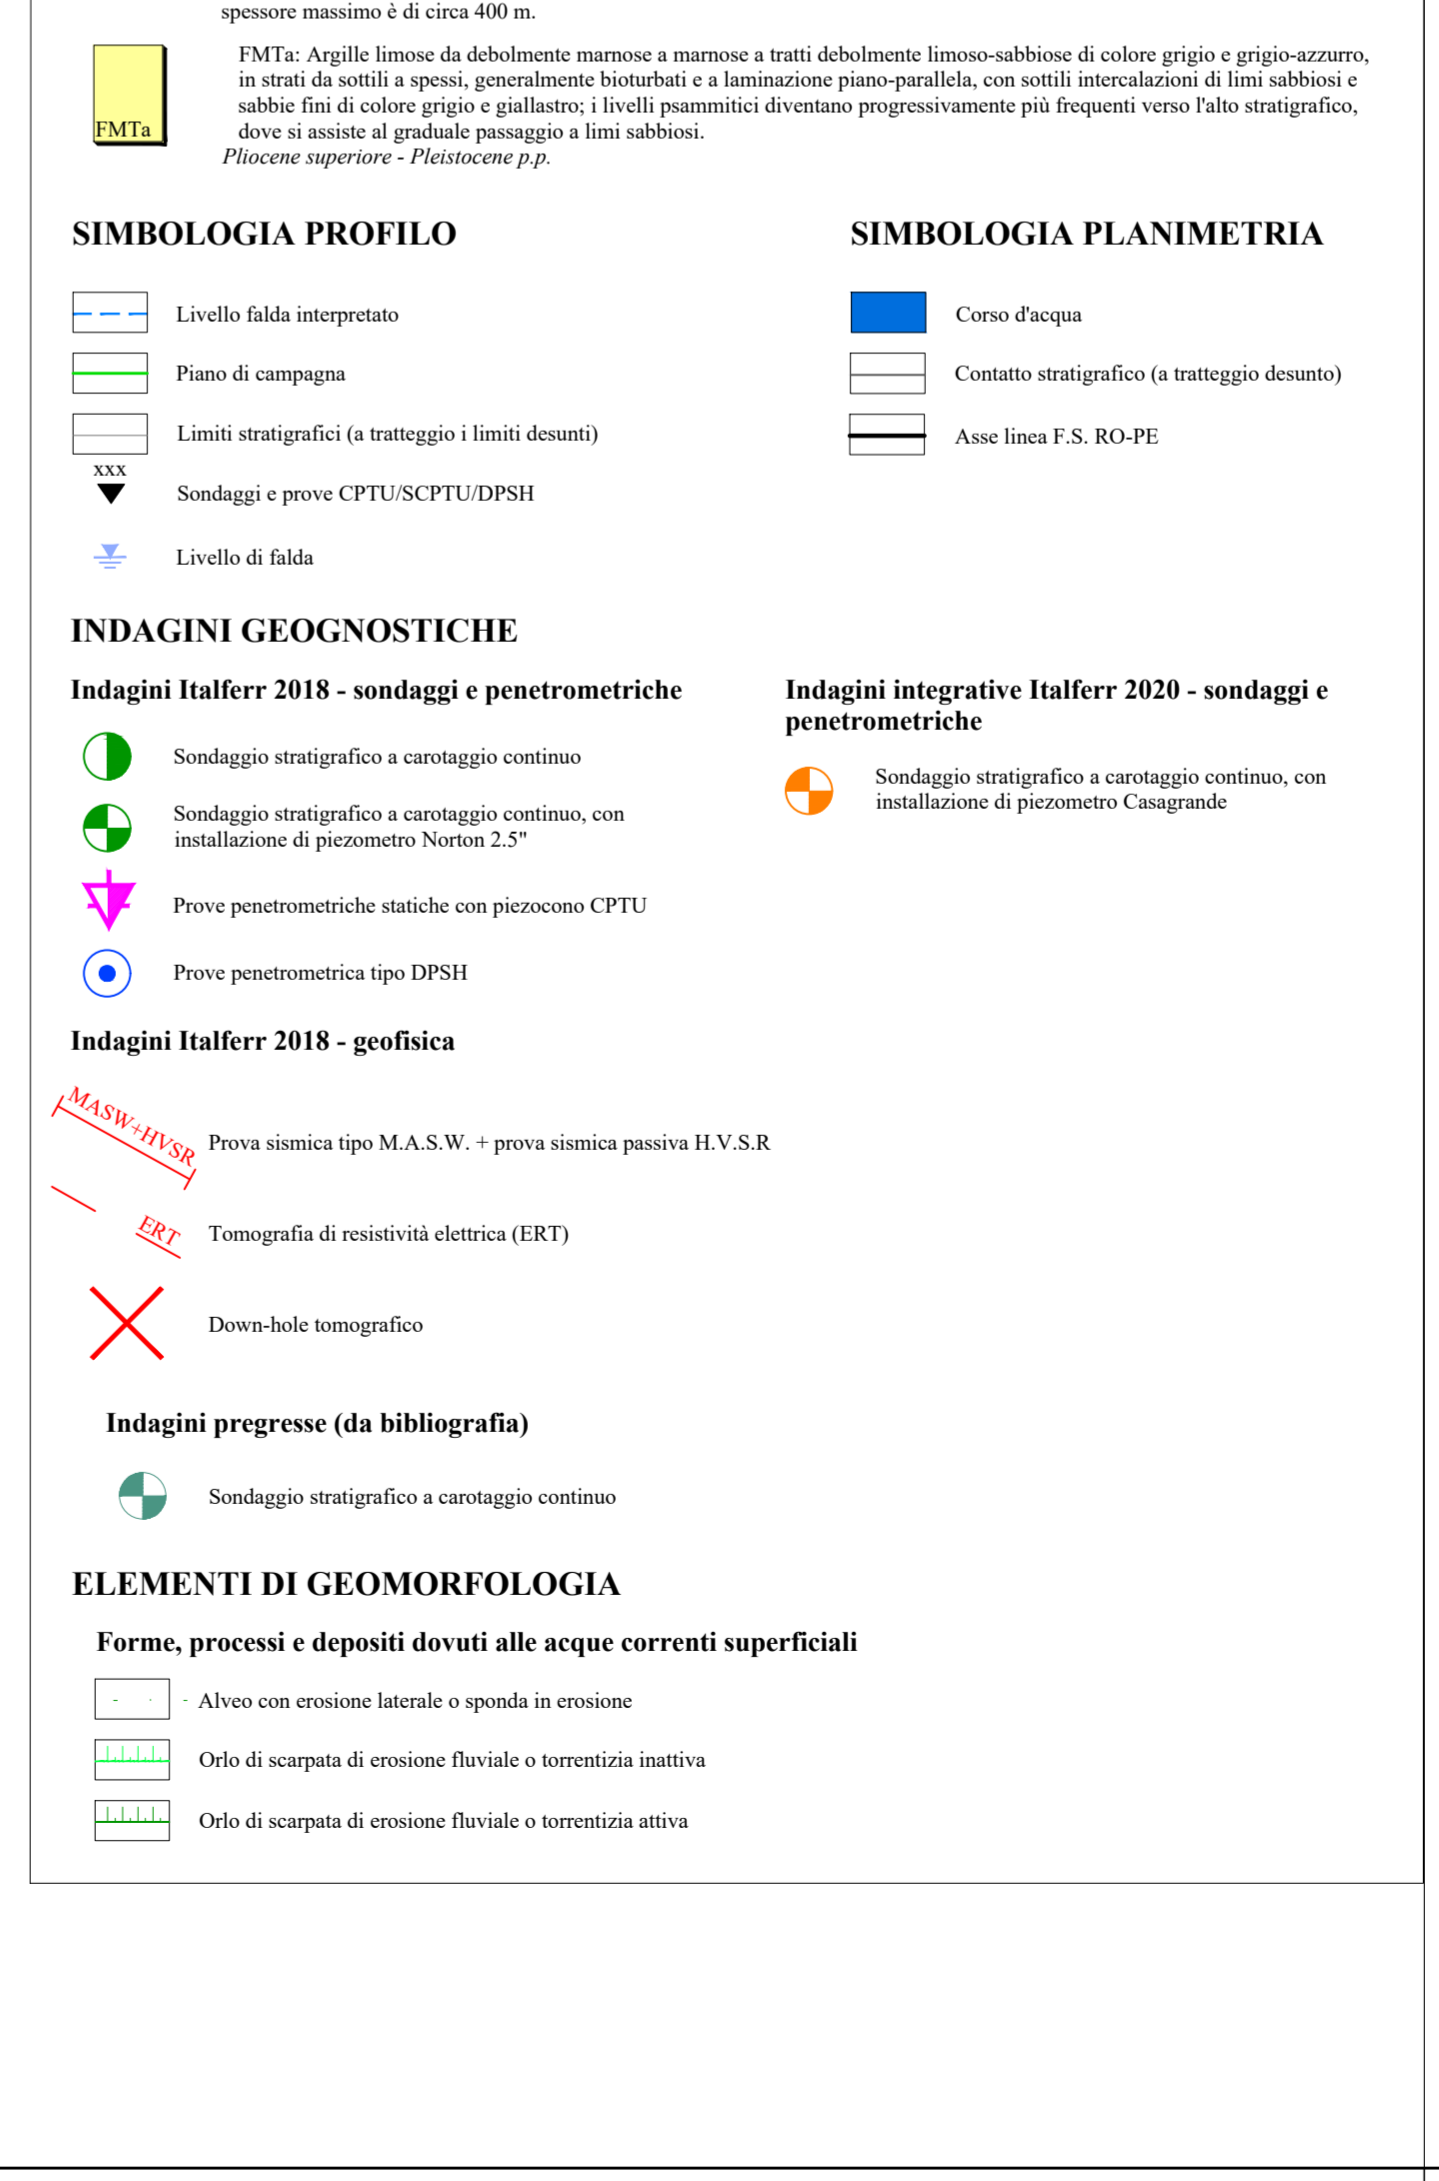 spessore massimo è di circa 400 m.
FMTa: Argille limose da debolmente marnose a marnose a tratti debolmente limoso-sabbiose di colore grigio e grigio-azzurro,
in strati da sottili a spessi, generalmente bioturbati e a laminazione piano-parallela, con sottili intercalazioni di limi sabbiosi e
sabbie fini di colore grigio e giallastro; i livelli psammitici diventano progressivamente più frequenti verso l'alto stratigrafico,
FMTa
dove si assiste al graduale passaggio a limi sabbiosi.
Pliocene superiore - Pleistocene p.p.
SIMBOLOGIA PROFILO
Livello falda interpretato
Piano di campagna
Limiti stratigrafici (a tratteggio i limiti desunti)
xxx
Sondaggi e prove CPTU/SCPTU/DPSH
Livello di falda
SIMBOLOGIA PLANIMETRIA
Corso d'acqua
Contatto stratigrafico (a tratteggio desunto)
Asse linea F.S. RO-PE
INDAGINI GEOGNOSTICHE
Indagini Italferr 2018 - sondaggi e penetrometriche
Sondaggio stratigrafico a carotaggio continuo
Sondaggio stratigrafico a carotaggio continuo, con
installazione di piezometro Norton 2.5"
Prove penetrometriche statiche con piezocono CPTU
Prove penetrometrica tipo DPSH
Indagini integrative Italferr 2020 - sondaggi e
penetrometriche
Sondaggio stratigrafico a carotaggio continuo, con
installazione di piezometro Casagrande
Indagini Italferr 2018 - geofisica
MASW+HVSR
Prova sismica tipo M.A.S.W. + prova sismica passiva H.V.S.R
ERT
Tomografia di resistività elettrica (ERT)
Down-hole tomografico
Indagini pregresse (da bibliografia)
Sondaggio stratigrafico a carotaggio continuo
ELEMENTI DI GEOMORFOLOGIA
Forme, processi e depositi dovuti alle acque correnti superficiali
Alveo con erosione laterale o sponda in erosione
Orlo di scarpata di erosione fluviale o torrentizia inattiva
Orlo di scarpata di erosione fluviale o torrentizia attiva